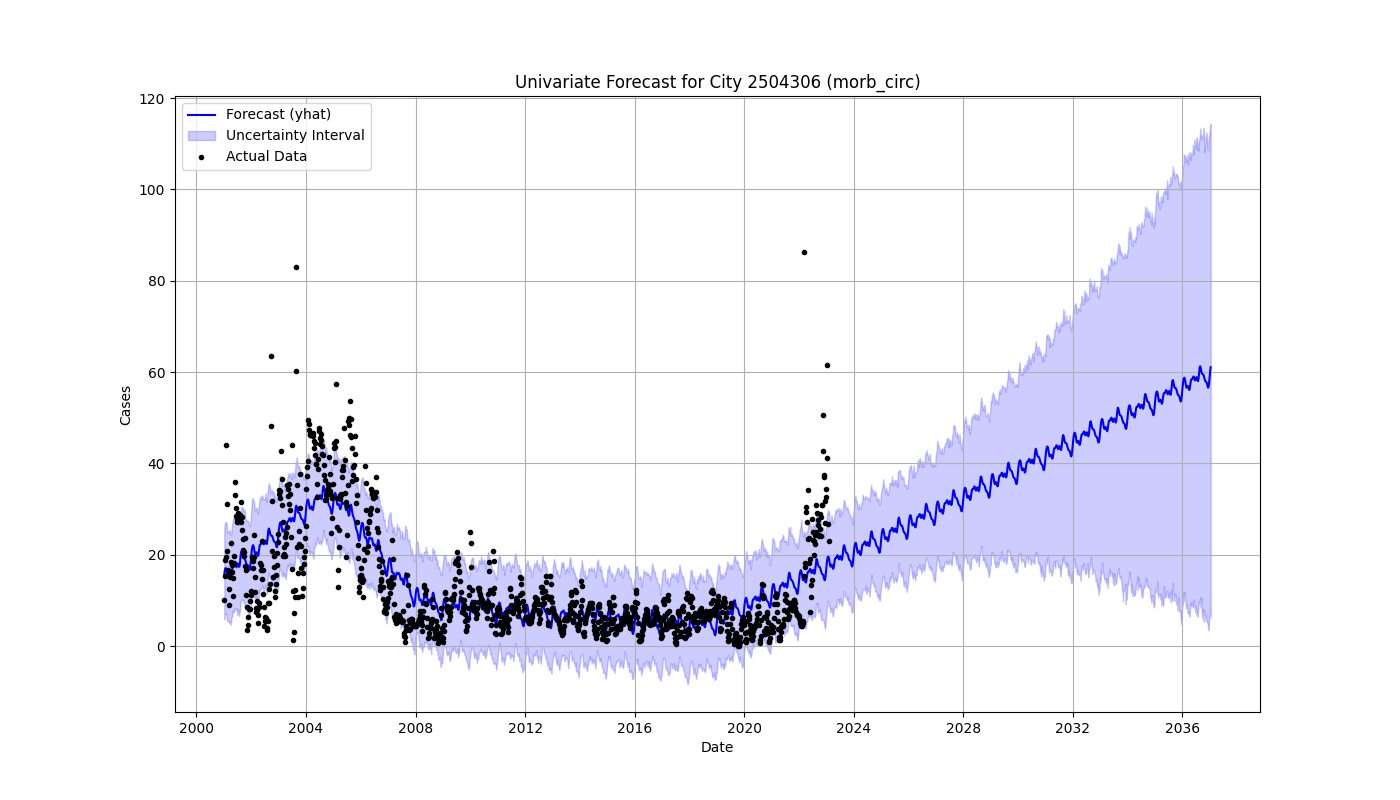 Univariate Forecast for City 2504306 (morb_circ)
Forecast (yhat)
Uncertainty Interval
Actual Data
120
100
80
60
40
20
0
Cases
2000 2004 2008 2012 2016 2020 2024 2028 2032 2036
Date